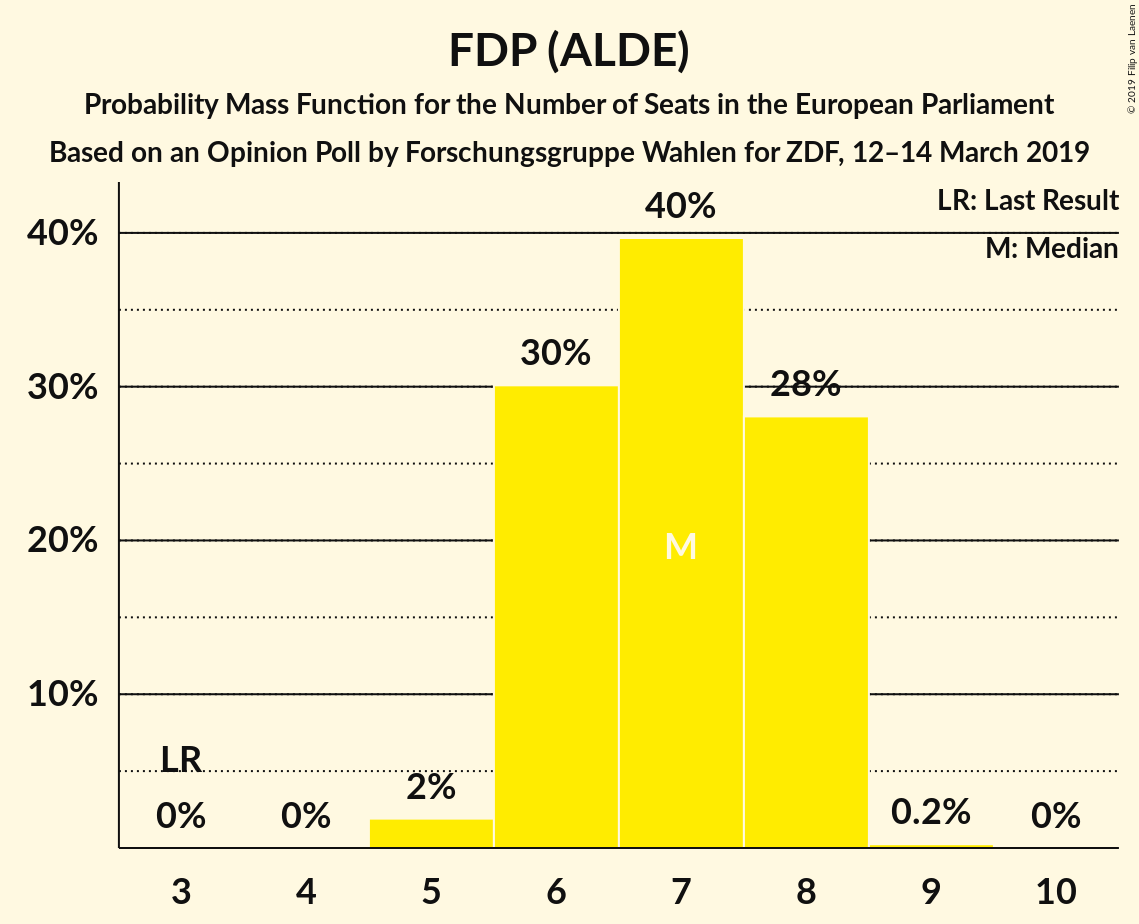 FDP (ALDE)
Probability Mass Function for the Number of Seats in the European Parliament
Based on an Opinion Poll by Forschungsgruppe Wahlen for ZDF, 12–14 March 2019
© 2019 Filip van Laenen
LR: Last Result
M: Median
40%
30%
20%
10%
LR
0%
0%
2%
30%
40%
28%
0.2%
0%
M
3 4 5 6 7 8 9 10